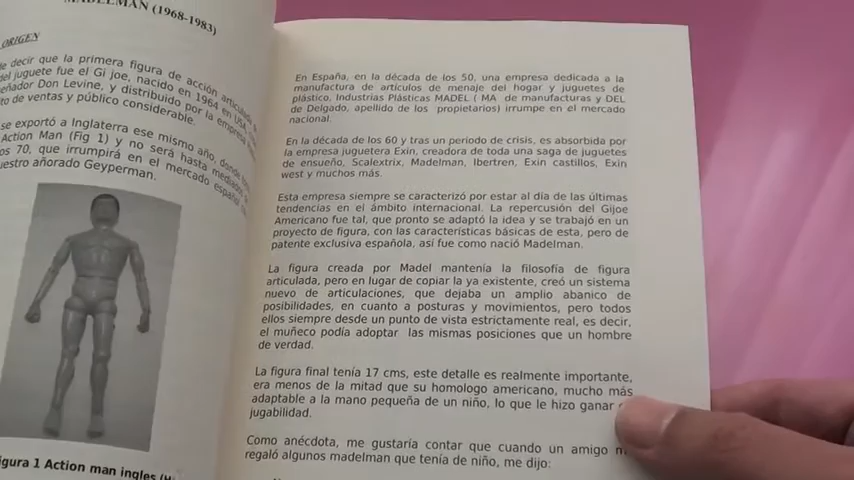 MADELMAN (1968-1983)
ORIGEN
decir que la primera figura de acción
del juguete fue el Gi joe, nacido en 1964 en USA
Don Levine, y distribuido por la empresa
de ventas y público considerable.
se exportó a Inglaterra ese mismo año, donde
Action Man (Fig 1) y no será hasta mediados
os 70, que irrumpirá en el mercado español
uestro añorado Geyperman.
igura 1 Action man ingles
En España, en la década de los 50, una empresa dedicada a la
manufactura de artículos de menaje del hogar y juguetes de
plástico, Industrias Plásticas MADEL ( MA de manufacturas y DEL
de Delgado, apellido de los propietarios) irrumpe en el mercado
nacional.
En la década de los 60 y tras un periodo de crisis, es absorbida por
la empresa juguetera Exin, creadora de toda una saga de juguetes
de ensueño, Scalextrix, Madelman, Ibertren, Exin castillos, Exin
west y muchos más.
Esta empresa siempre se caracterizó por estar al día de las últimas
tendencias en el ámbito internacional. La repercusión del Gijoe
Americano fue tal, que pronto se adaptó la idea y se trabajó en un
proyecto de figura, con las características básicas de esta, pero de
patente exclusiva española, así fue como nació Madelman.
La figura creada por Madel mantenía la filosofía de figura
articulada, pero en lugar de copiar la ya existente, creó un sistema
nuevo de articulaciones, que dejaba un amplio abanico de
posibilidades, en cuanto a posturas y movimientos, pero todos
ellos siempre desde un punto de vista estrictamente real, es decir,
el muñeco podía adoptar las mismas posiciones que un hombre
de verdad.
La figura final tenía 17 cms, este detalle es realmente importante,
era menos de la mitad que su homologo americano, mucho más
adaptable a la mano pequeña de un niño, lo que le hizo ganar
jugabilidad.
Como anécdota, me gustaría contar que cuando un amigo
regaló algunos madelman que tenía de niño, me dijo: